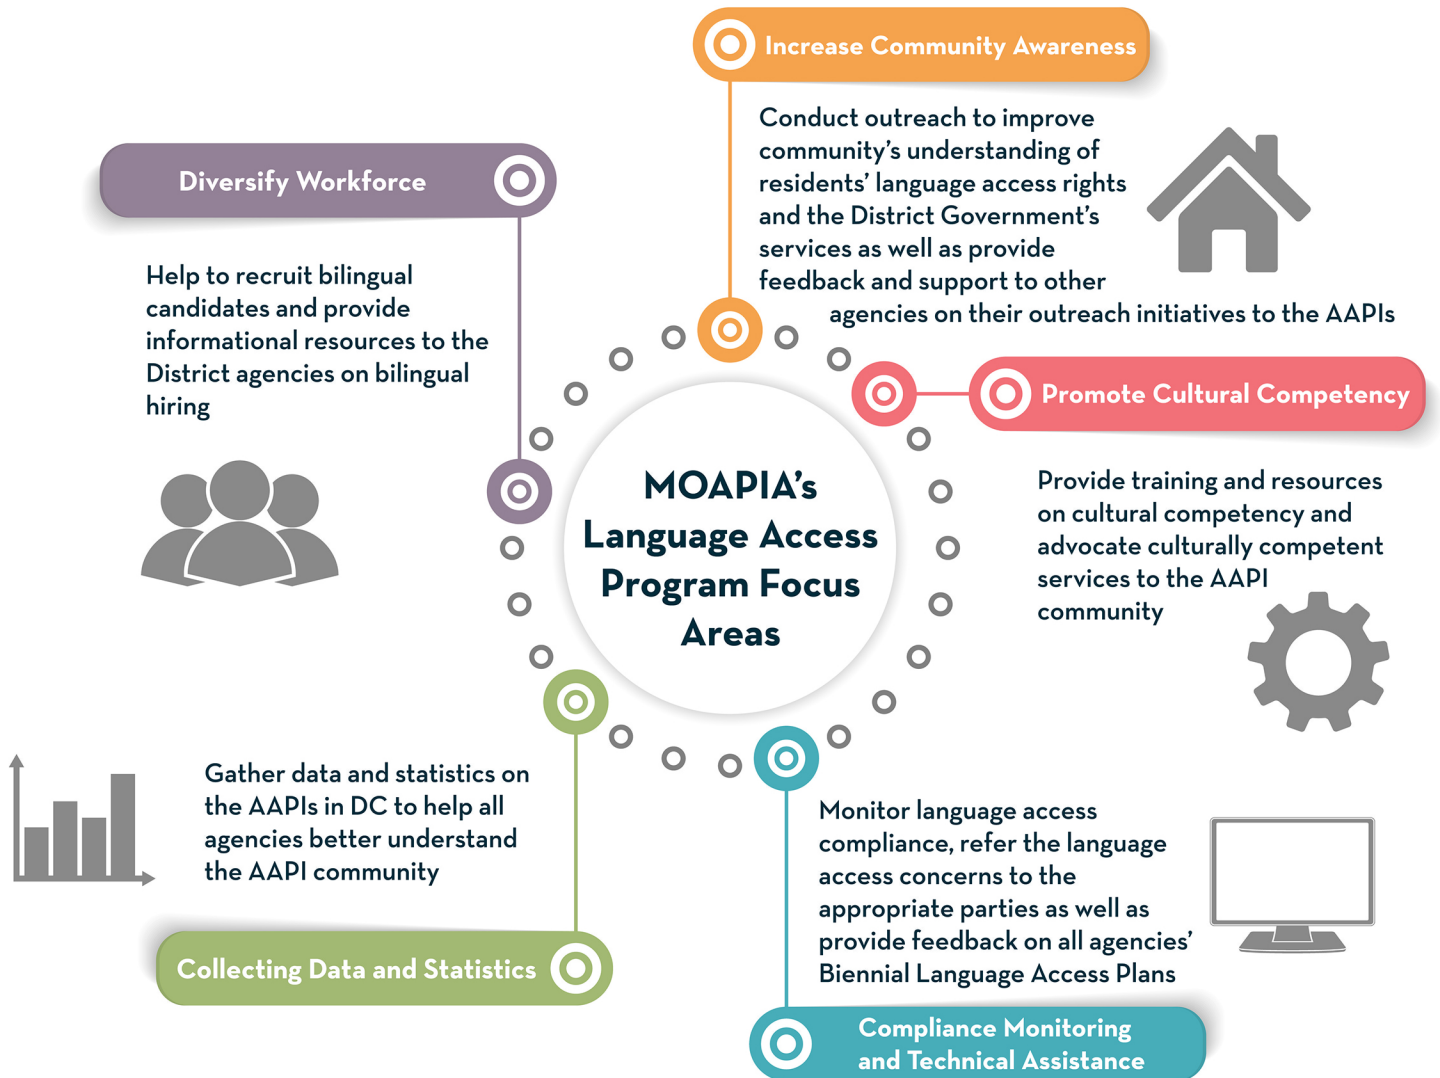 Increase Community Awareness
Conduct outreach to improve
community's understanding of
residents' language access rights
and the District Government's
services as well as provide
feedback and support to other
agencies on their outreach initiatives to the AAPIs
Diversify Workforce
Help to recruit bilingual
candidates and provide
informational resources to the
District agencies on bilingual
hiring
Promote Cultural Competency
Provide training and resources
on cultural competency and
advocate culturally competent
services to the AAPI
community
MOAPIA's
Language Access
Program Focus
Areas
Gather data and statistics on
the AAPIs in DC to help all
agencies better understand
the AAPI community
Collecting Data and Statistics
Monitor language access
compliance, refer the language
access concerns to the
appropriate parties as well as
provide feedback on all agencies'
Biennial Language Access Plans
Compliance Monitoring
and Technical Assistance